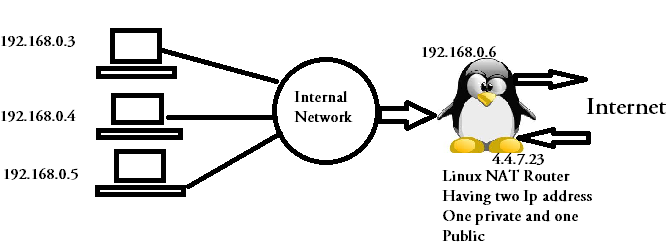 192.168.0.3
192.168.0.4
192.168.0.5
Internal
Network
192.168.0.6
Internet
4.4.7.23
Linux NAT Router
Having two Ip address
One private and one
Public